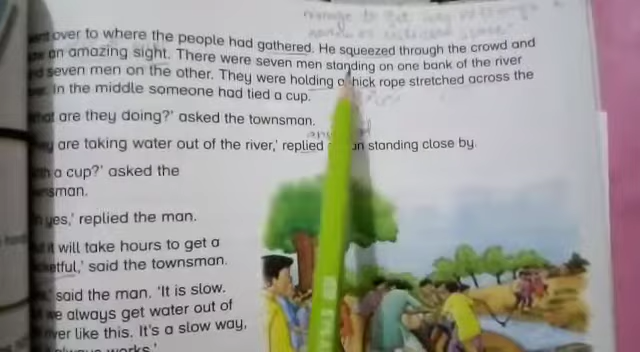 over to where the people had gathered. He squeezed through the crowd and
an amazing sight. There were seven men standing on one bank of the river
seven men on the other. They were holding a thick rope stretched across the
In the middle someone had tied a cup.
are they doing?' asked the townsman.
are taking water out of the river,' replied standing close by.
a cup?' asked the
yes,' replied the man.
it will take hours to get a
said the townsman.
said the man. 'It is slow.
we always get water out of
like this. It's a slow way,
works.'